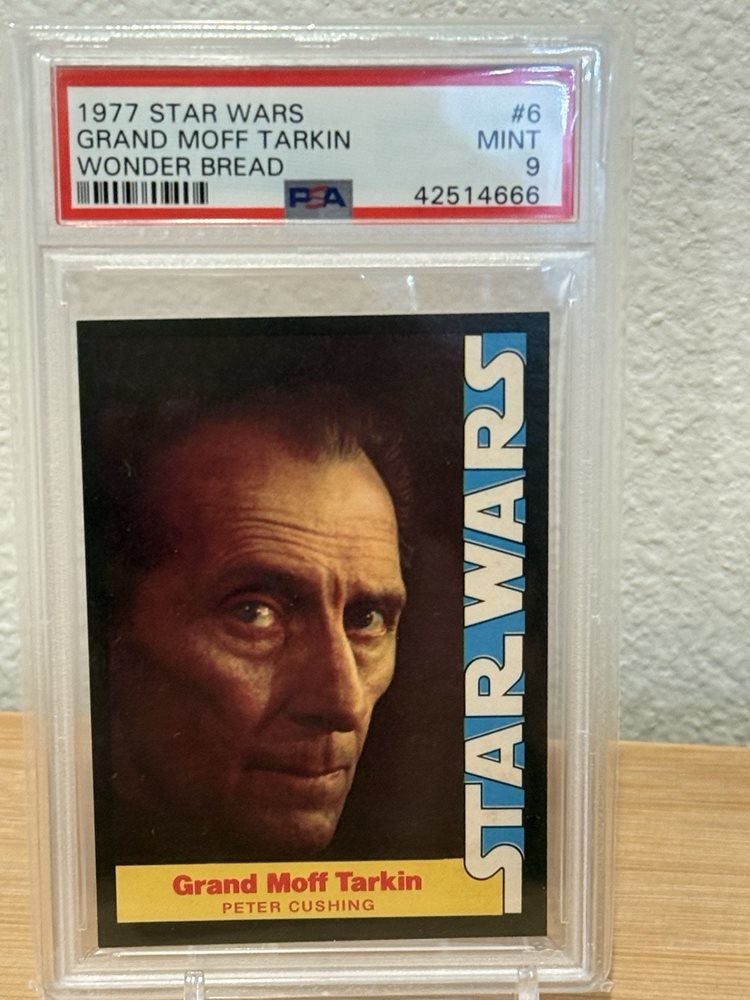 1977 STAR WARS #6
GRAND MOFF TARKIN MINT
WONDER BREAD 9
PSA 42514666
STAR WARS
Grand Moff Tarkin
PETER CUSHING